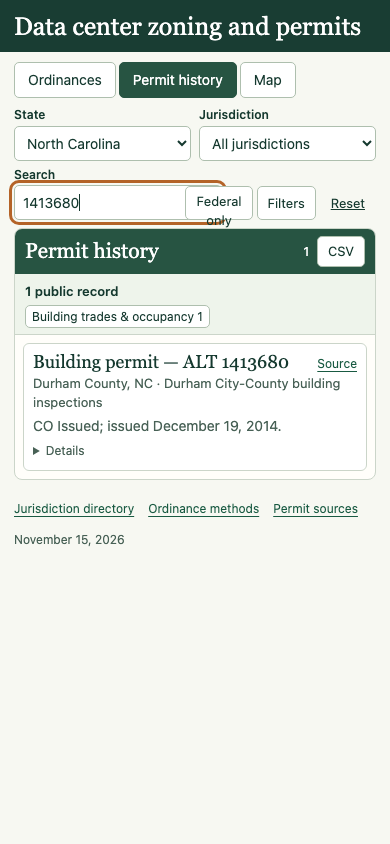 Data center zoning and permits
Ordinances Permit history Map
State Jurisdiction
North Carolina All jurisdictions
Search
1413680 Federal only Filters Reset
Permit history 1 CSV
1 public record
Building trades & occupancy 1
Building permit — ALT 1413680 Source
Durham County, NC · Durham City-County building
inspections
CO Issued; issued December 19, 2014.
Details
Jurisdiction directory Ordinance methods Permit sources
November 15, 2026